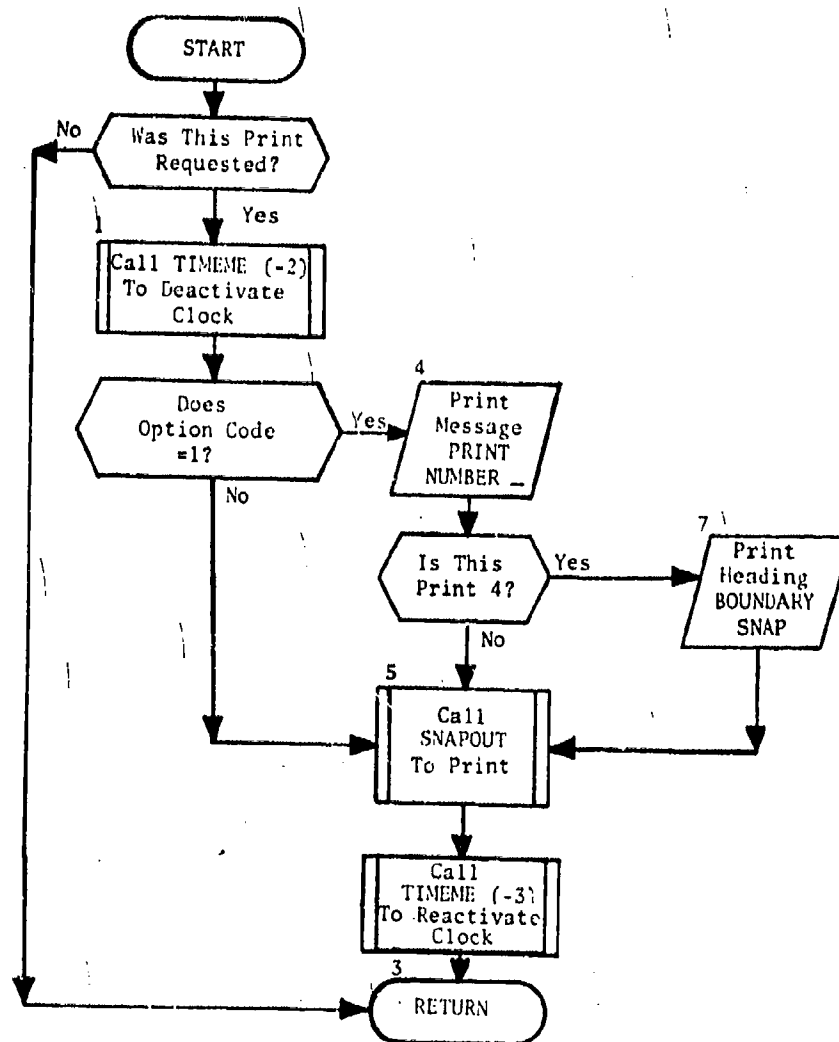 START
No
Was This Print
Requested?
Yes
1
Call TIMEME (-2)
To Deactivate
Clock
Does
Option Code
=1?
Yes
No
4
Print
Message
PRINT
NUMBER _
Is This
Print 4?
Yes
No
7
Print
Heading
BOUNDARY
SNAP
5
Call
SNAPOUT
To Print
Call
TIMEME (-3)
To Reactivate
Clock
3
RETURN